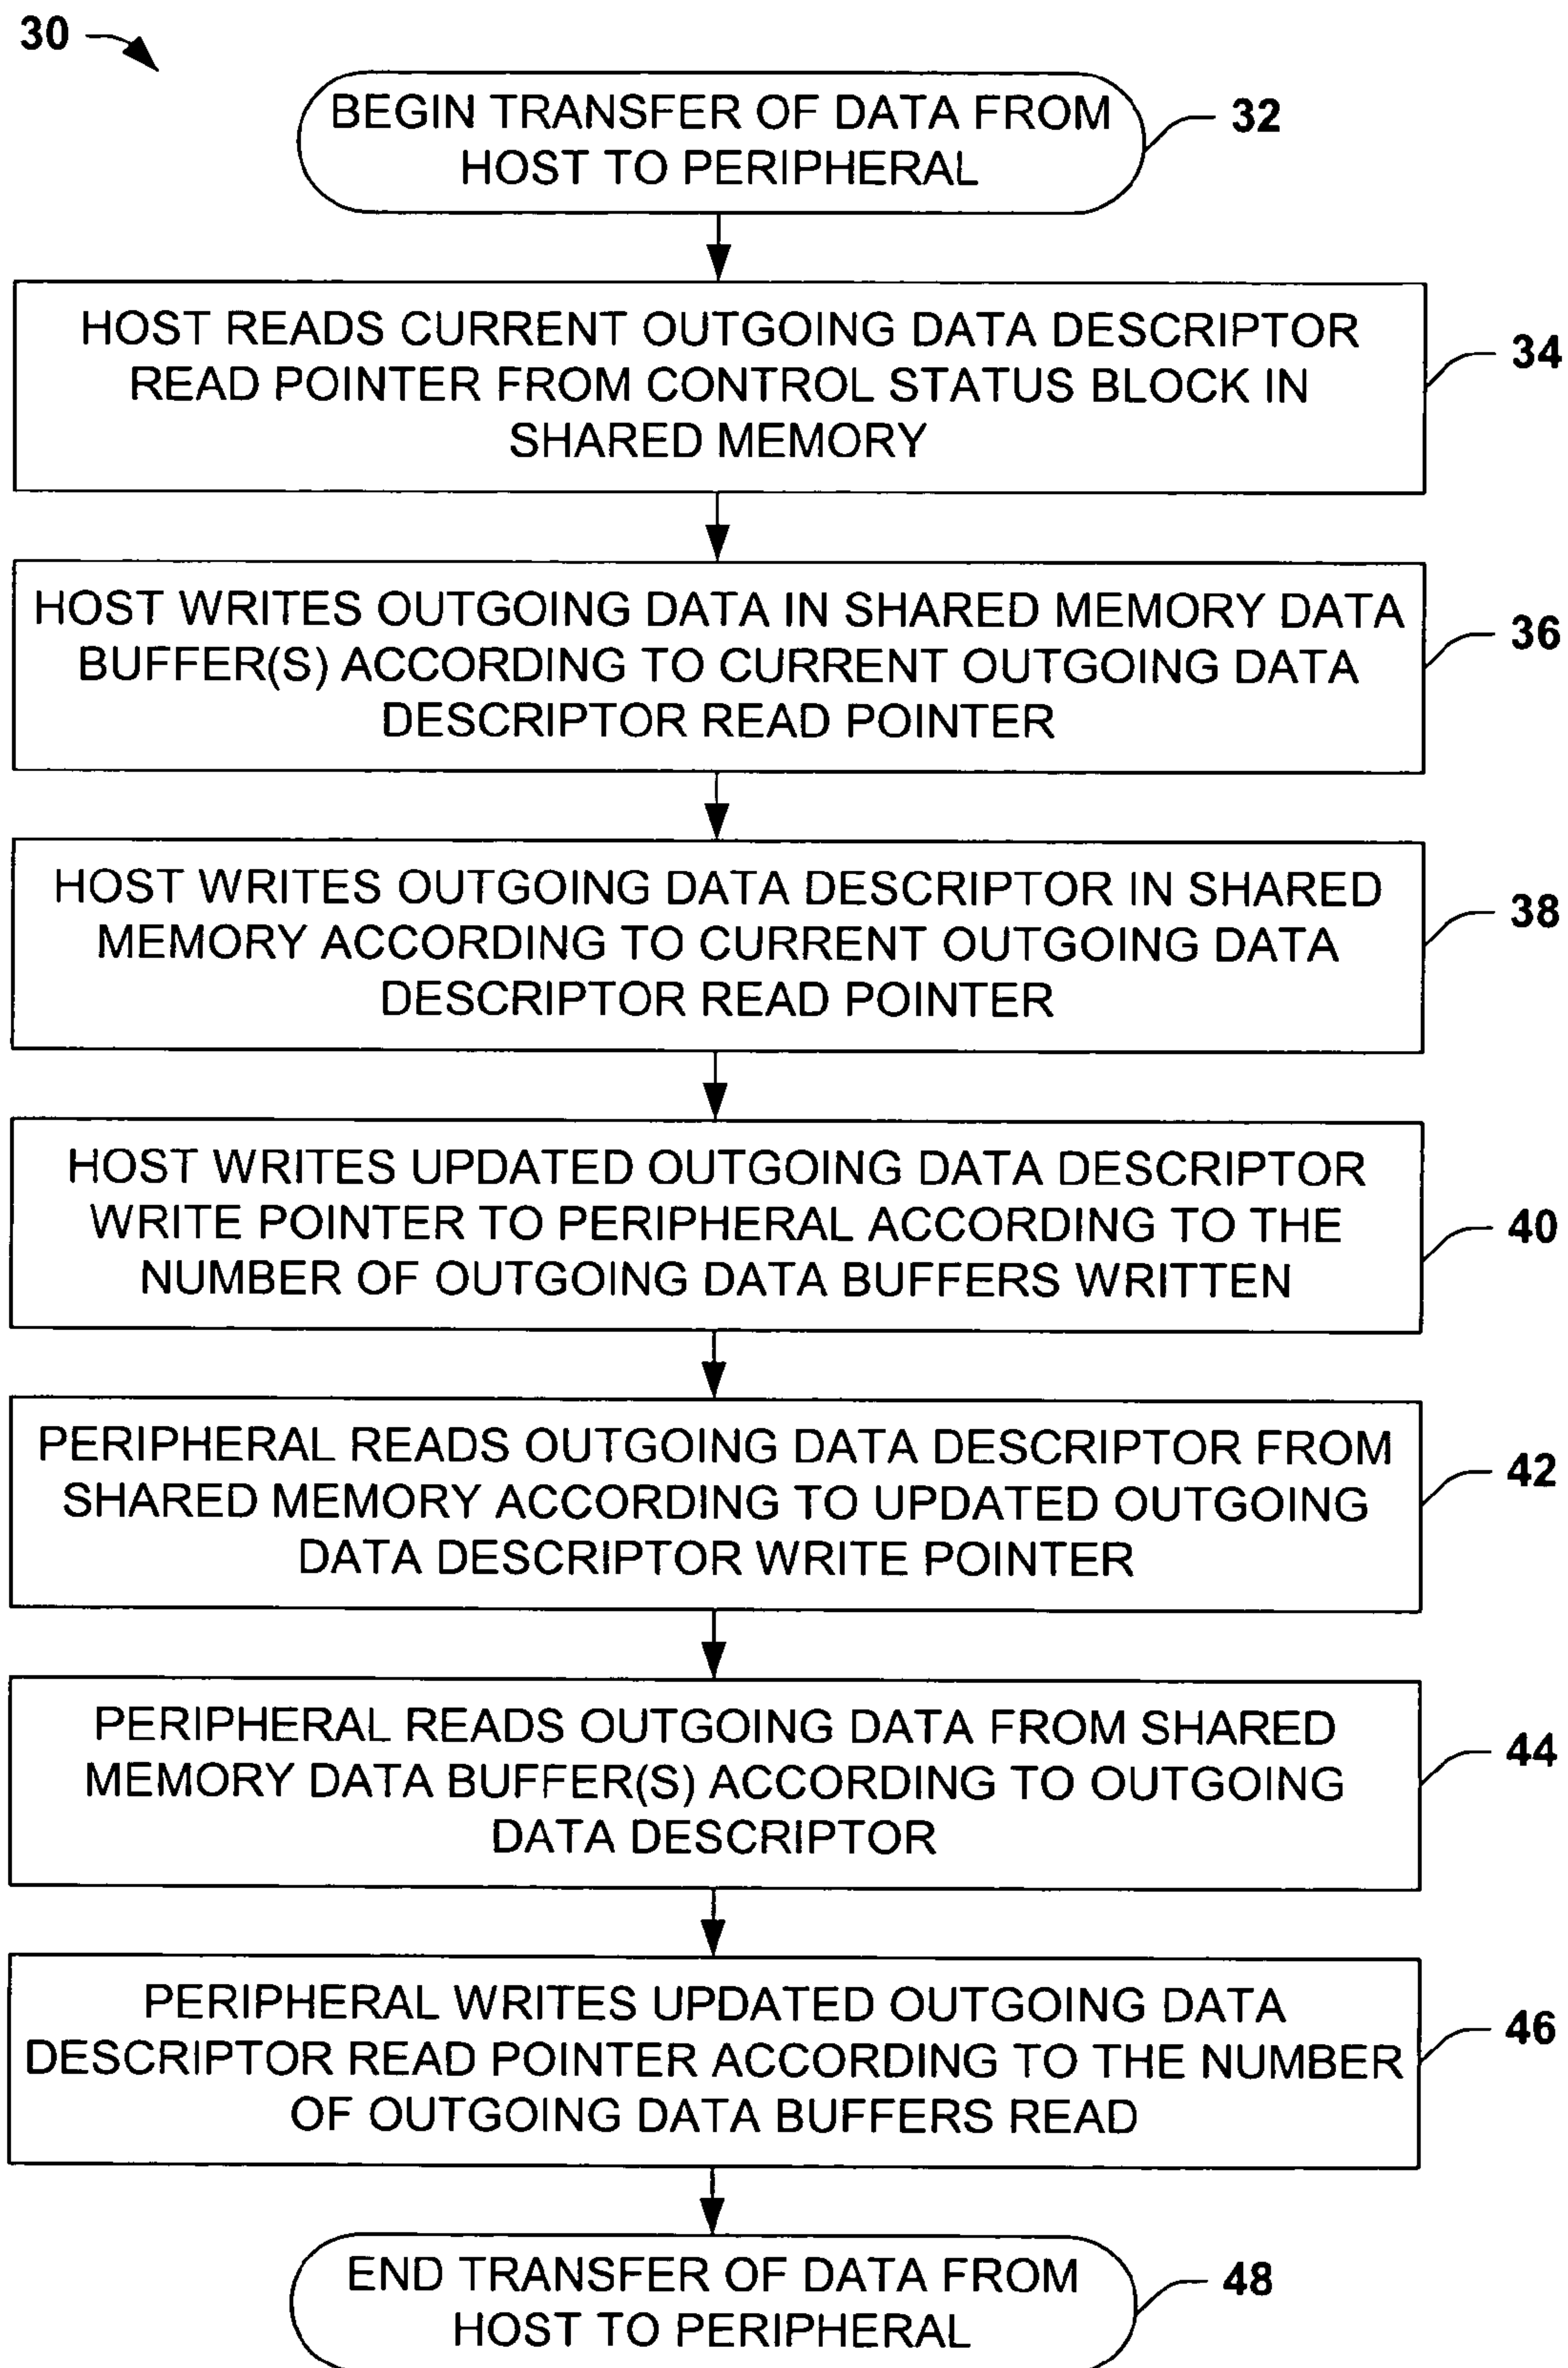 30
BEGIN TRANSFER OF DATA FROM
HOST TO PERIPHERAL
32
HOST READS CURRENT OUTGOING DATA DESCRIPTOR
READ POINTER FROM CONTROL STATUS BLOCK IN
SHARED MEMORY
34
HOST WRITES OUTGOING DATA IN SHARED MEMORY DATA
BUFFER(S) ACCORDING TO CURRENT OUTGOING DATA
DESCRIPTOR READ POINTER
36
HOST WRITES OUTGOING DATA DESCRIPTOR IN SHARED
MEMORY ACCORDING TO CURRENT OUTGOING DATA
DESCRIPTOR READ POINTER
38
HOST WRITES UPDATED OUTGOING DATA DESCRIPTOR
WRITE POINTER TO PERIPHERAL ACCORDING TO THE
NUMBER OF OUTGOING DATA BUFFERS WRITTEN
40
PERIPHERAL READS OUTGOING DATA DESCRIPTOR FROM
SHARED MEMORY ACCORDING TO UPDATED OUTGOING
DATA DESCRIPTOR WRITE POINTER
42
PERIPHERAL READS OUTGOING DATA FROM SHARED
MEMORY DATA BUFFER(S) ACCORDING TO OUTGOING
DATA DESCRIPTOR
44
PERIPHERAL WRITES UPDATED OUTGOING DATA
DESCRIPTOR READ POINTER ACCORDING TO THE NUMBER
OF OUTGOING DATA BUFFERS READ
46
END TRANSFER OF DATA FROM
HOST TO PERIPHERAL
48